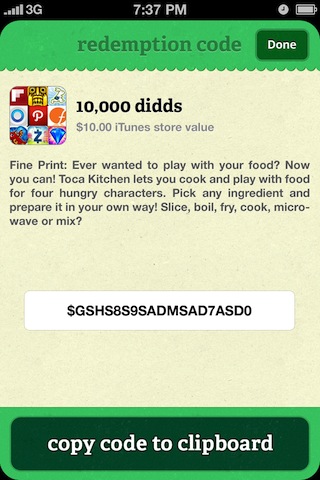 3G 7:37 PM
redemption code Done
10,000 didds
$10.00 iTunes store value
Fine Print: Ever wanted to play with your food? Now
you can! Toca Kitchen lets you cook and play with food
for four hungry characters. Pick any ingredient and
prepare it in your own way! Slice, boil, fry, cook, micro-
wave or mix?
$GSHS8S9SADMSAD7ASD0
copy code to clipboard